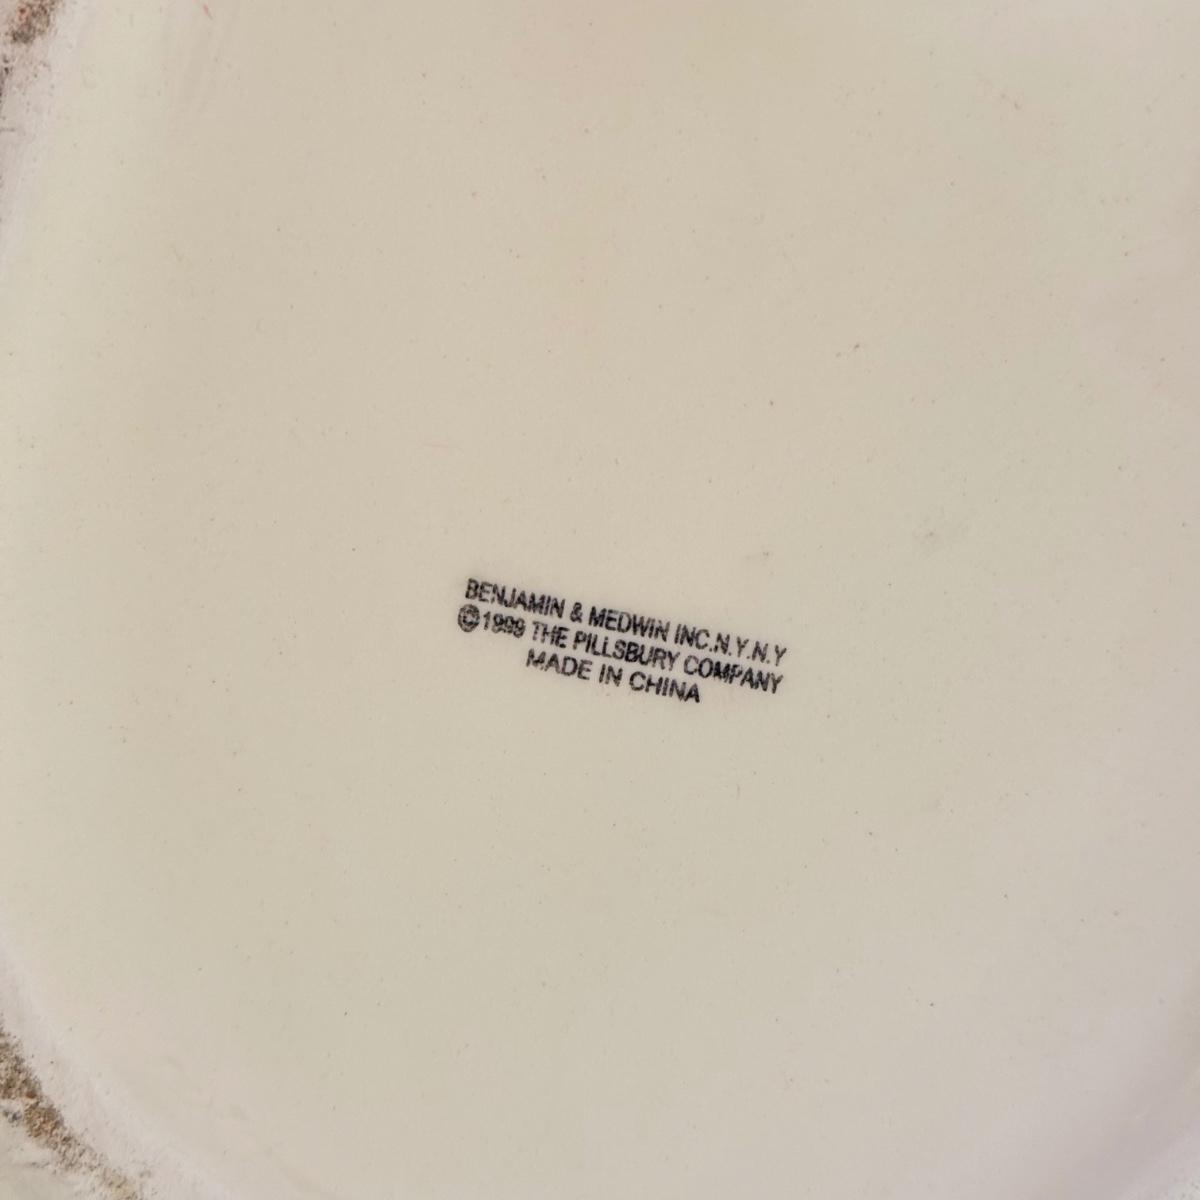 BENJAMIN & MEDWIN INC.N.Y.N.Y
©1999 THE PILLSBURY COMPANY
MADE IN CHINA